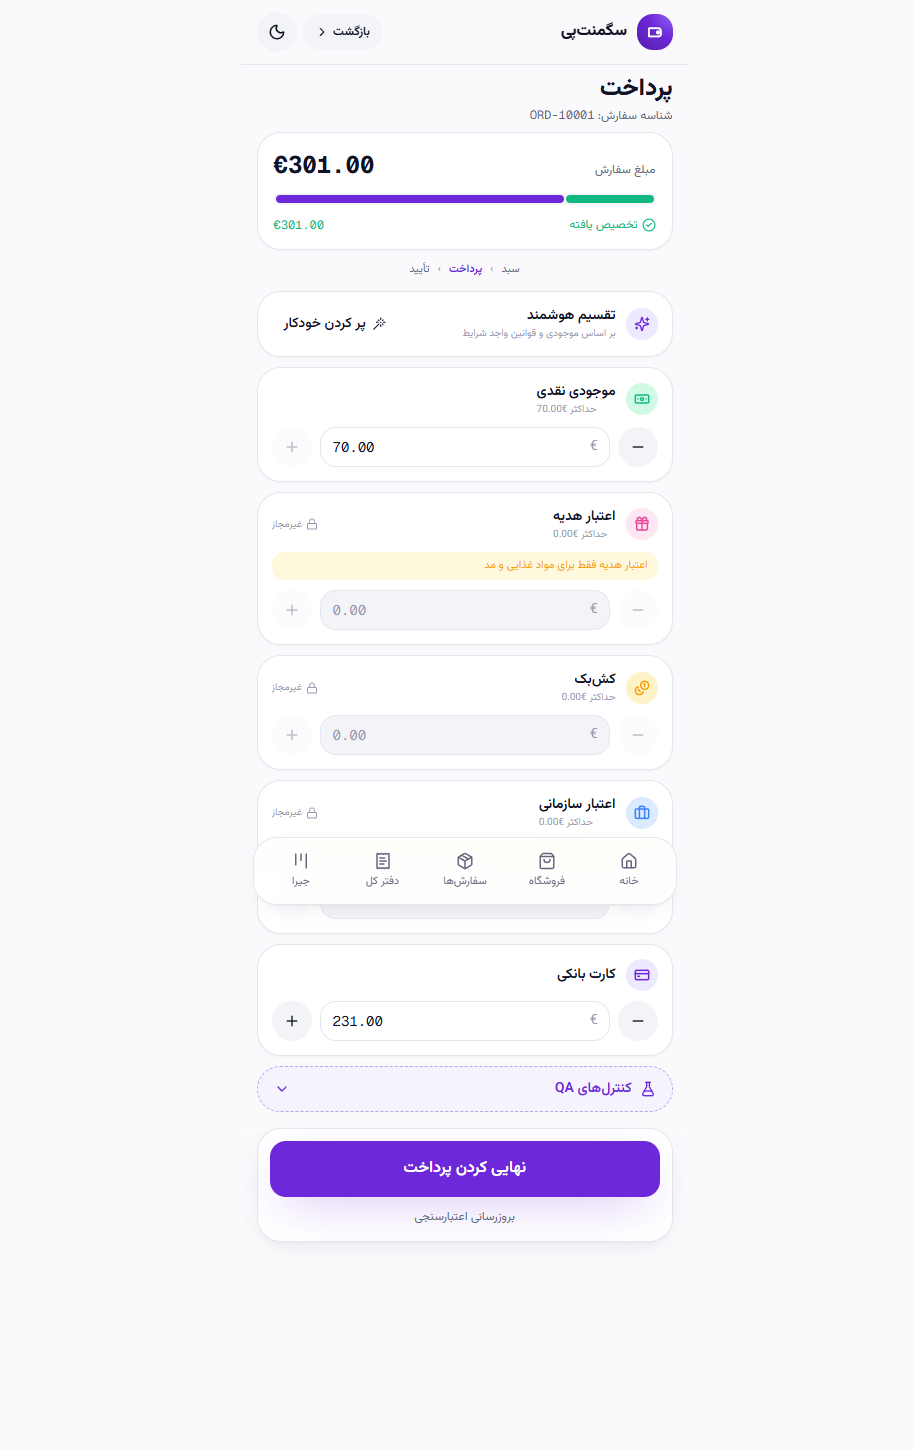 سگمنت‌پی
بازگشت
پرداخت
شناسه سفارش: ORD-10001
مبلغ سفارش
€301.00
تخصیص یافته
€301.00
سبد › پرداخت › تأیید
تقسیم هوشمند
بر اساس موجودی و قوانین واجد شرایط
پر کردن خودکار
موجودی نقدی
حداکثر €70.00
€
70.00
اعتبار هدیه
حداکثر €0.00
غیرمجاز
اعتبار هدیه فقط برای مواد غذایی و مد
€
0.00
کش‌بک
حداکثر €0.00
غیرمجاز
€
0.00
اعتبار سازمانی
حداکثر €0.00
غیرمجاز
خانه
فروشگاه
سفارش‌ها
دفتر کل
جیرا
کارت بانکی
€
231.00
کنترل‌های QA
نهایی کردن پرداخت
بروزرسانی اعتبارسنجی